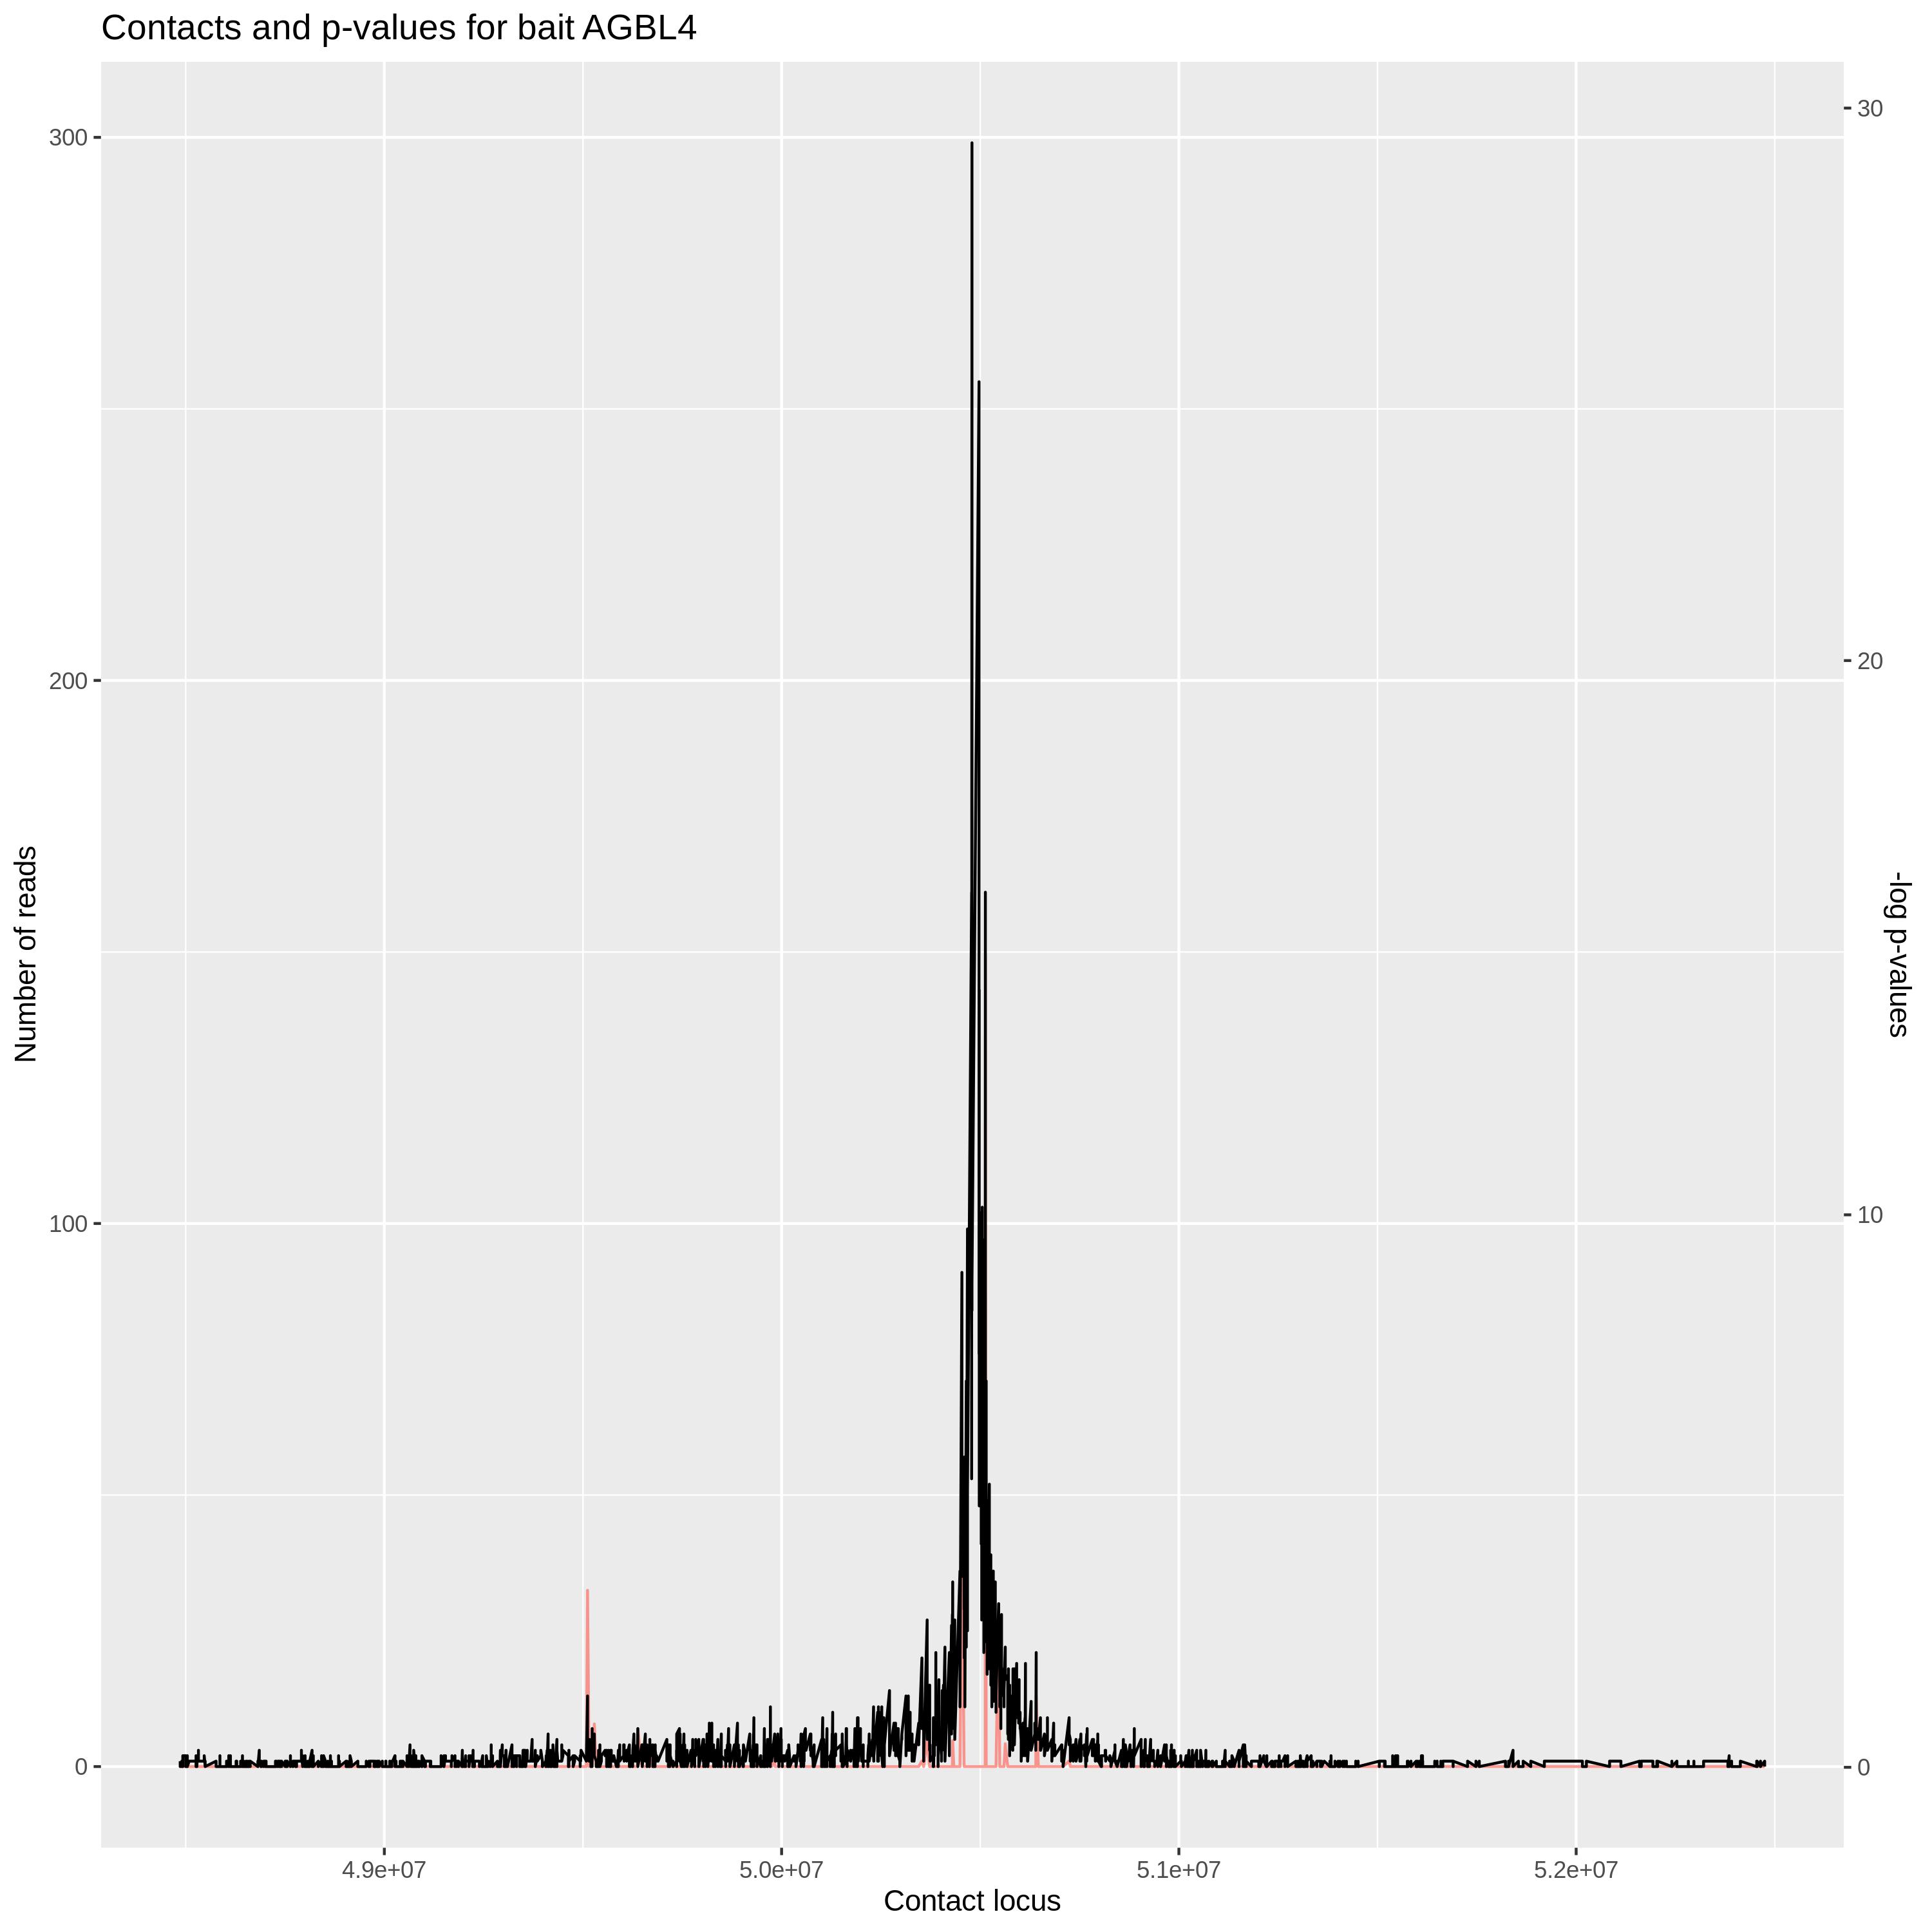 Contacts and p-values for bait AGBL4
300
200
100
0
30
20
10
0
Number of reads
-log p-values
4.9e+07
5.0e+07
5.1e+07
5.2e+07
Contact locus